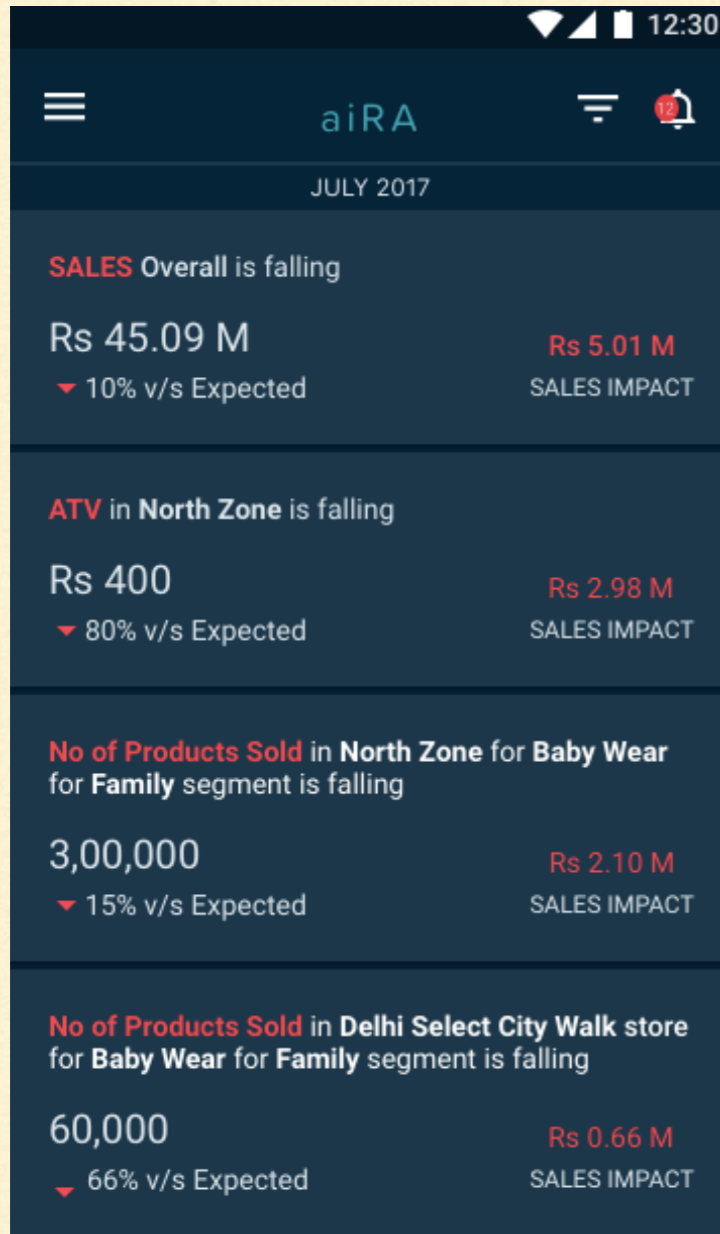 12:30
aiRA
12
JULY 2017
SALES Overall is falling
Rs 45.09 M
Rs 5.01 M
10% v/s Expected
SALES IMPACT
ATV in North Zone is falling
Rs 400
Rs 2.98 M
80% v/s Expected
SALES IMPACT
No of Products Sold in North Zone for Baby Wear
for Family segment is falling
3,00,000
Rs 2.10 M
15% v/s Expected
SALES IMPACT
No of Products Sold in Delhi Select City Walk store
for Baby Wear for Family segment is falling
60,000
Rs 0.66 M
66% v/s Expected
SALES IMPACT